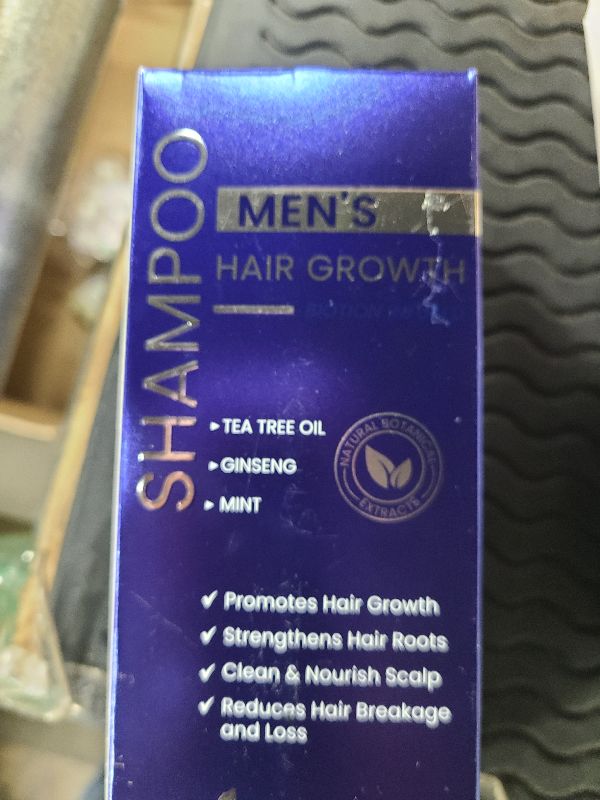 SHAMPOO
MEN'S
HAIR GROWTH
▸TEA TREE OIL
▸GINSENG
▸MINT
NATURAL BOTANICAL
EXTRACTS
✓ Promotes Hair Growth
✓ Strengthens Hair Roots
✓ Clean & Nourish Scalp
✓ Reduces Hair Breakage
and Loss